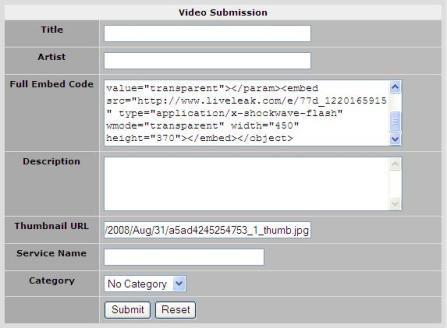 Video Submission
Title
Artist
Full Embed Code
value="transparent"></param><embed
src="http://www.liveleak.com/e/77d_1220165915
" type="application/x-shockwave-flash"
wmode="transparent" width="450"
height="370"></embed></object>
Description
Thumbnail URL
/2008/Aug/31/a5ad4245254753_1_thumb.jpg
Service Name
Category
No Category
Submit Reset